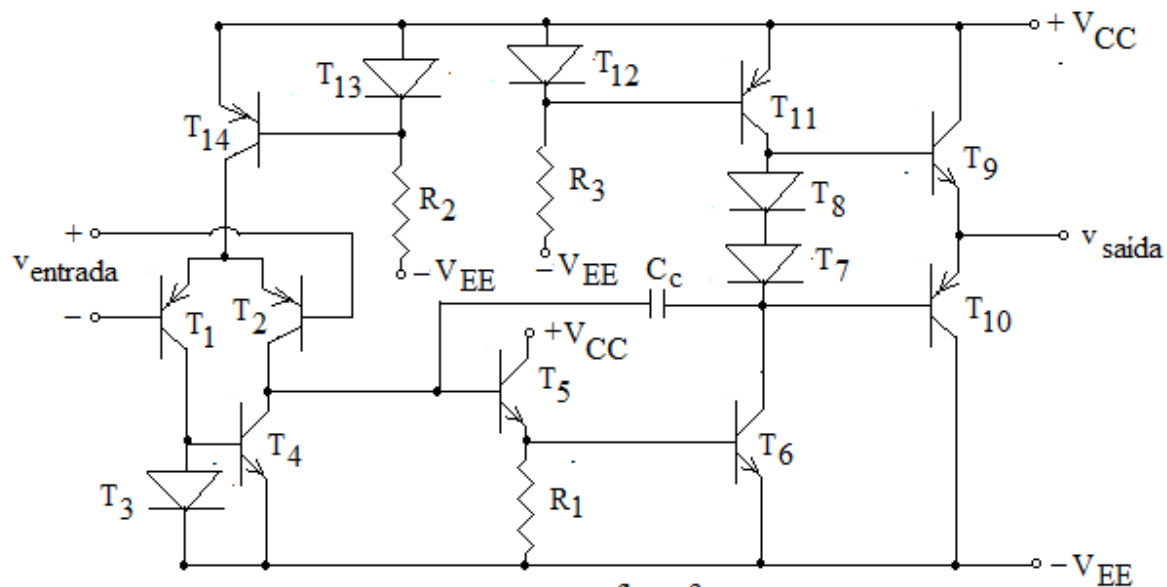 + V_CC
T_13
T_12
T_14
T_11
T_9
R_2
R_3
T_8
+
v_entrada
v_saída
−V_EE
−V_EE
T_7
C_c
−
T_1
T_2
+V_CC
T_10
T_5
T_4
T_6
T_3
R_1
−V_EE